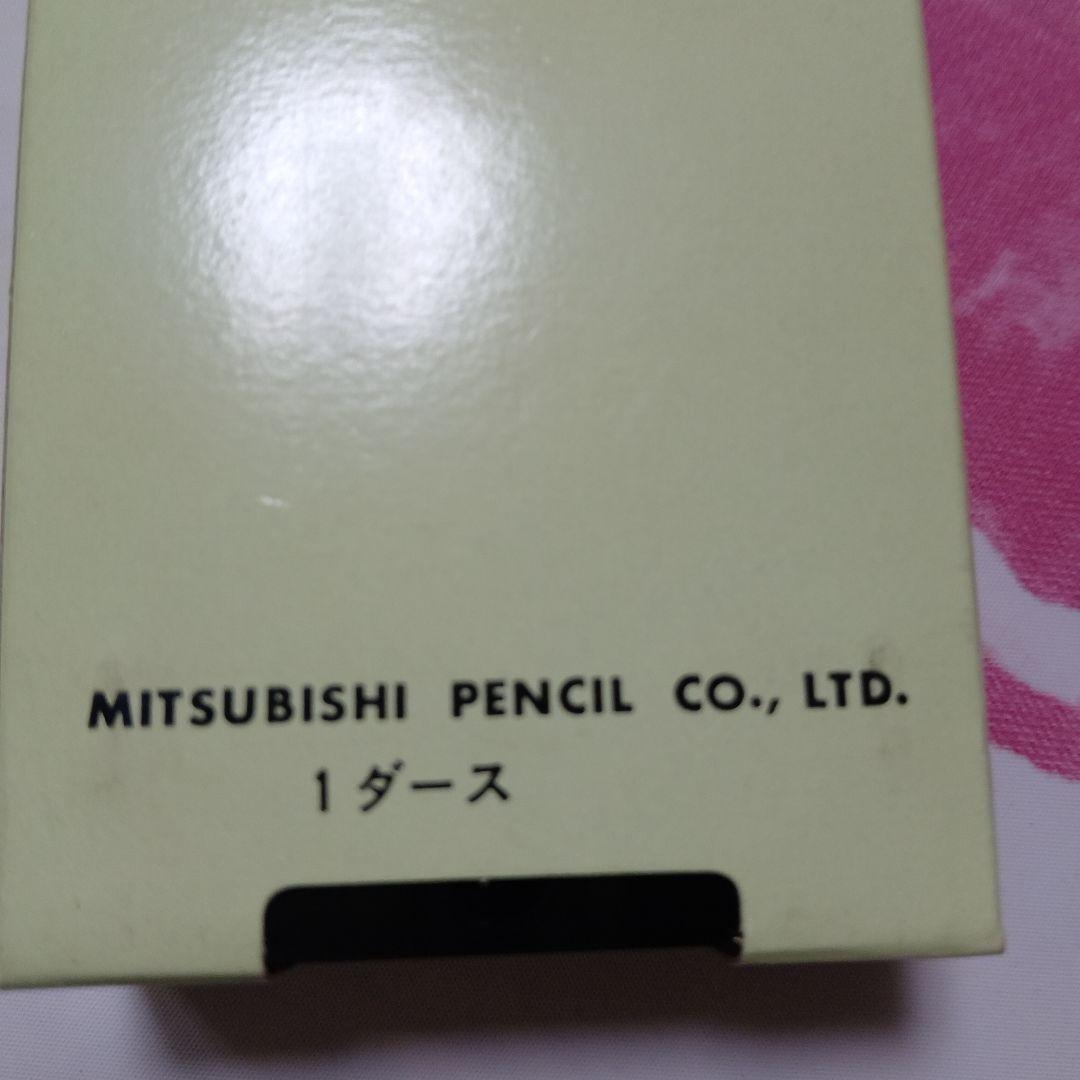 MITSUBISHI PENCIL CO., LTD.
1ダース